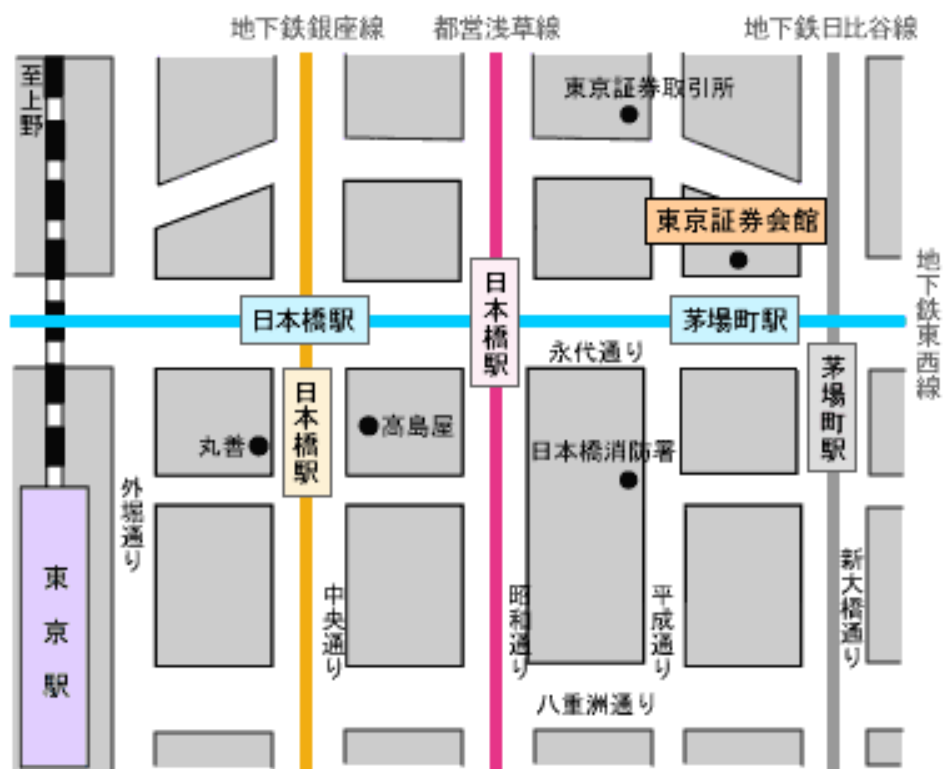 地下鉄銀座線
都営浅草線
地下鉄日比谷線
至上野
東京証券取引所
東京証券会館
地下鉄東西線
日本橋駅
日本橋駅
茅場町駅
永代通り
茅場町駅
日本橋駅
高島屋
丸善
日本橋消防署
外堀通り
新大橋通り
東京駅
中央通り
昭和通り
平成通り
八重洲通り